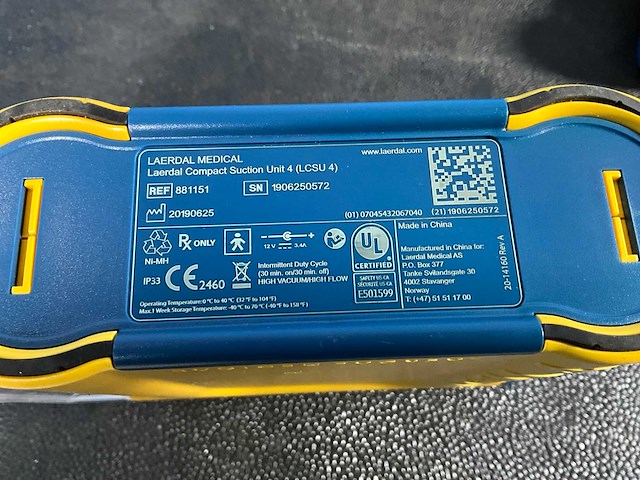 LAERDAL MEDICAL
Laerdal Compact Suction Unit 4 (LCSU 4)
www.laerdal.com
REF 881151 SN 1906250572
20190625
(01) 07045432067040 (21) 1906250572
Ni-MH
Rx ONLY
12 V 3.4A
UL
CERTIFIED
SAFETY US-CA
SÉCURITÉ US-CA
E501599
IP33 CE 2460
Intermittent Duty Cycle
(30 min. on/30 min. off)
HIGH VACUUM/HIGH FLOW
Operating Temperature: 0 °C to 40 °C (32 °F to 104 °F)
Max.1 Week Storage Temperature: -40 °C to 70 °C (-40 °F to 158 °F)
Made in China
Manufactured in China for:
Laerdal Medical AS
P.O. Box 377
Tanke Svilandsgate 30
4002 Stavanger
Norway
T: (+47) 51 51 17 00
20-14160 Rev A